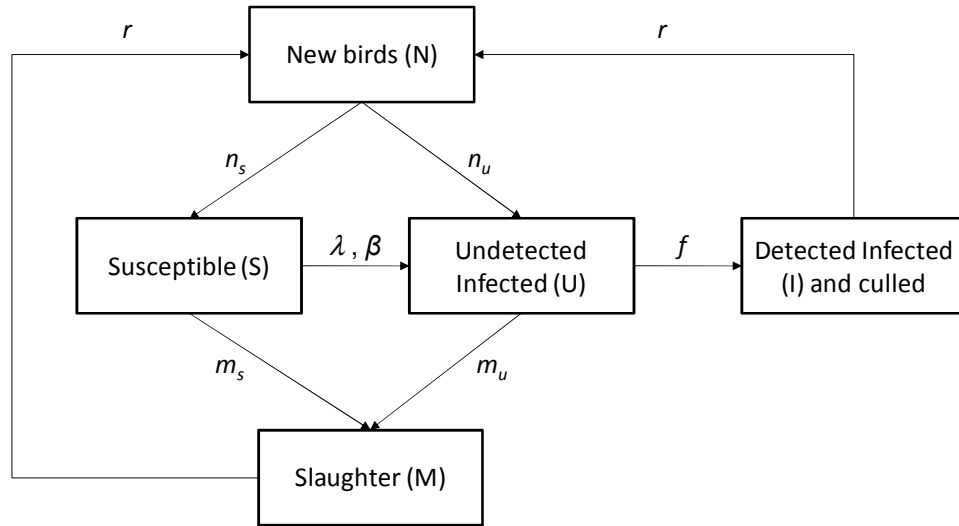 r
r
New birds (N)
n_s
n_u
Susceptible (S)
λ , β
Undetected
Infected (U)
f
Detected Infected
(I) and culled
m_s
m_u
Slaughter (M)